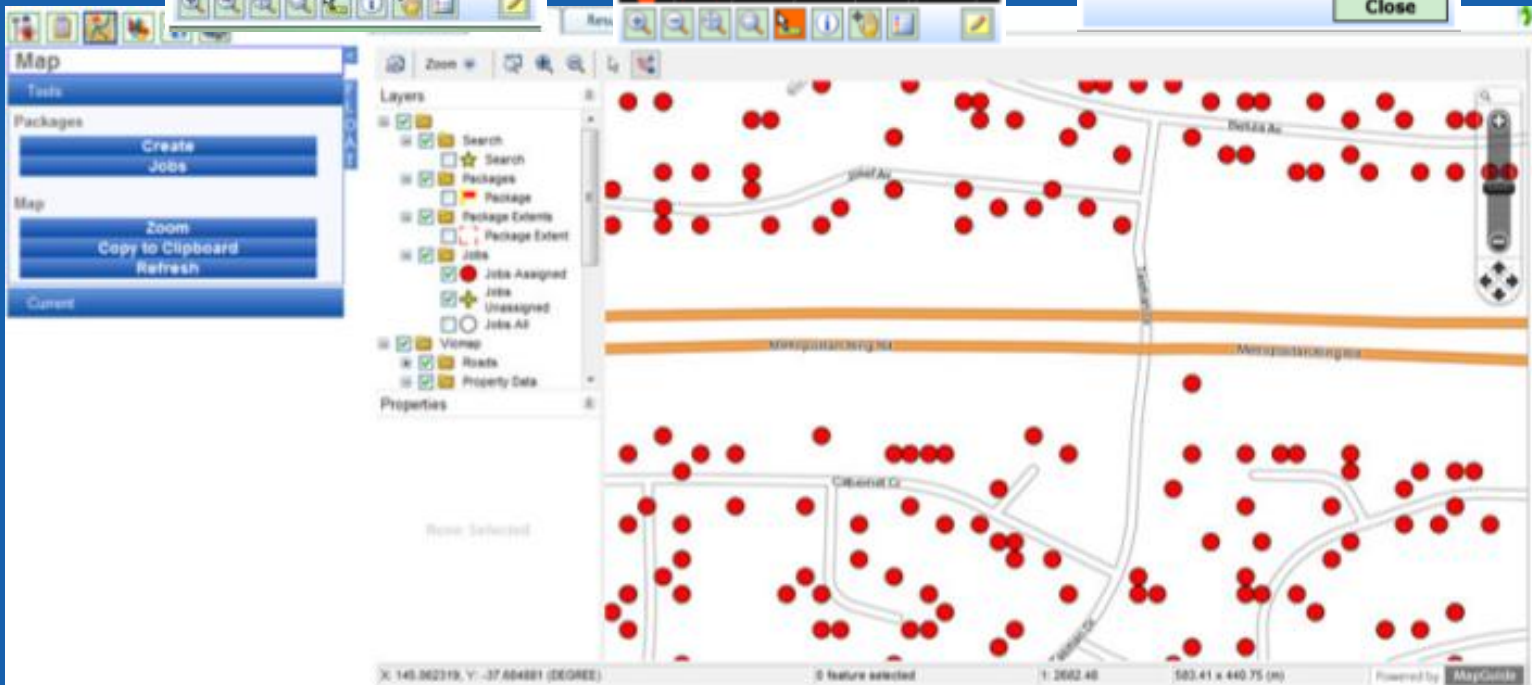 Close
Map
Tools
Packages
Create
Jobs
Map
Zoom
Copy to Clipboard
Refresh
Current
FLOAT
Zoom
Layers
Search
Search
Packages
Package
Package Extents
Package Extent
Jobs
Jobs Assigned
Jobs
Unassigned
Jobs All
Vicmap
Roads
Property Data
Properties
None Selected
Metropolitan Ring Rd
Metropolitan Ring Rd
Cabernet Cr
0 feature selected
1: 2602.48
583.41 x 440.75 (m)
Powered by MapGuide